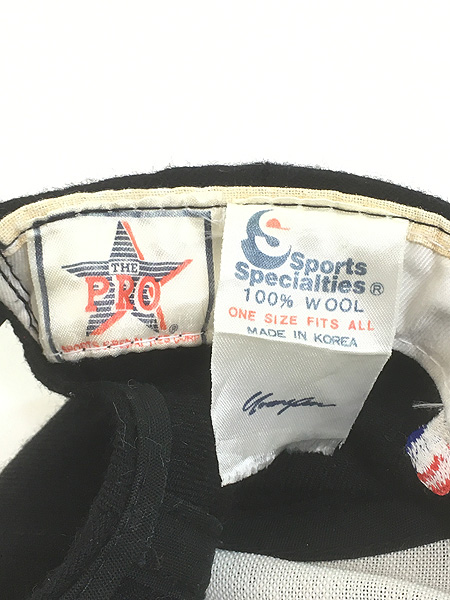 THE
PRO
®
Sports
Specialties®
100% WOOL
ONE SIZE FITS ALL
MADE IN KOREA